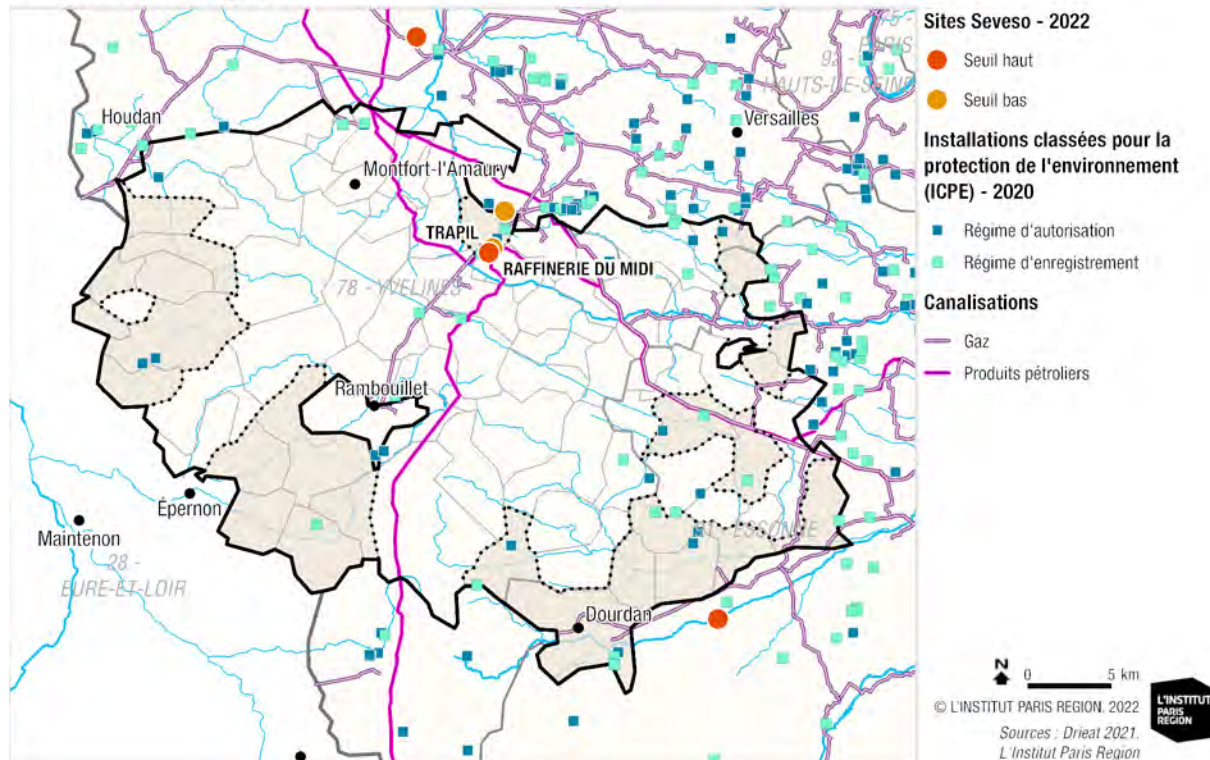 75 -
PARIS
92 -
HAUTS-DE-SEINE
Versailles
Houdan
Montfort-l'Amaury
TRAPIL
RAFFINERIE DU MIDI
78 - YVELINES
Rambouillet
Épernon
Maintenon
28 -
EURE-ET-LOIR
91 - ESSONNE
Dourdan
Sites Seveso - 2022
Seuil haut
Seuil bas
Installations classées pour la
protection de l'environnement
(ICPE) - 2020
Régime d'autorisation
Régime d'enregistrement
Canalisations
Gaz
Produits pétroliers
N
0 5 km
© L'INSTITUT PARIS REGION. 2022
Sources : Drieat 2021.
L'Institut Paris Region
L'INSTITUT
PARIS
REGION